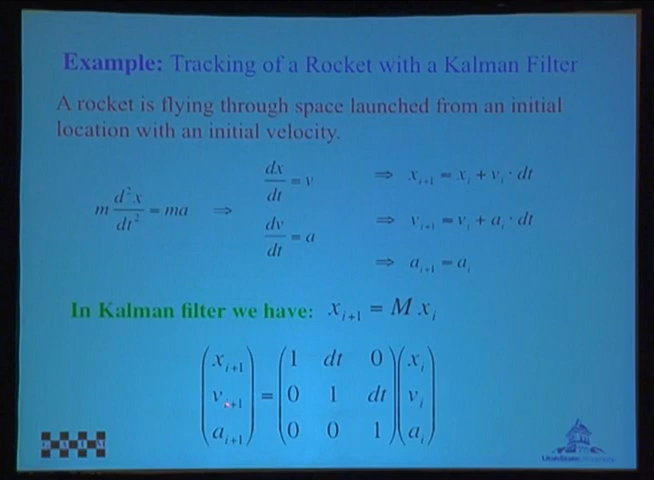 Example: Tracking of a Rocket with a Kalman Filter
A rocket is flying through space launched from an initial
location with an initial velocity.
m d²x/dt² = ma ⇒ dx/dt = v ⇒ x_{i+1} = x_i + v_i · dt
dv/dt = a ⇒ v_{i+1} = v_i + a_i · dt
⇒ a_{i+1} = a_i
In Kalman filter we have: x_{i+1} = M x_i
(x_{i+1}) (1 dt 0) (x_i)
(v_{i+1}) = (0 1 dt) (v_i)
(a_{i+1}) (0 0 1) (a_i)
UtahStateUniversity